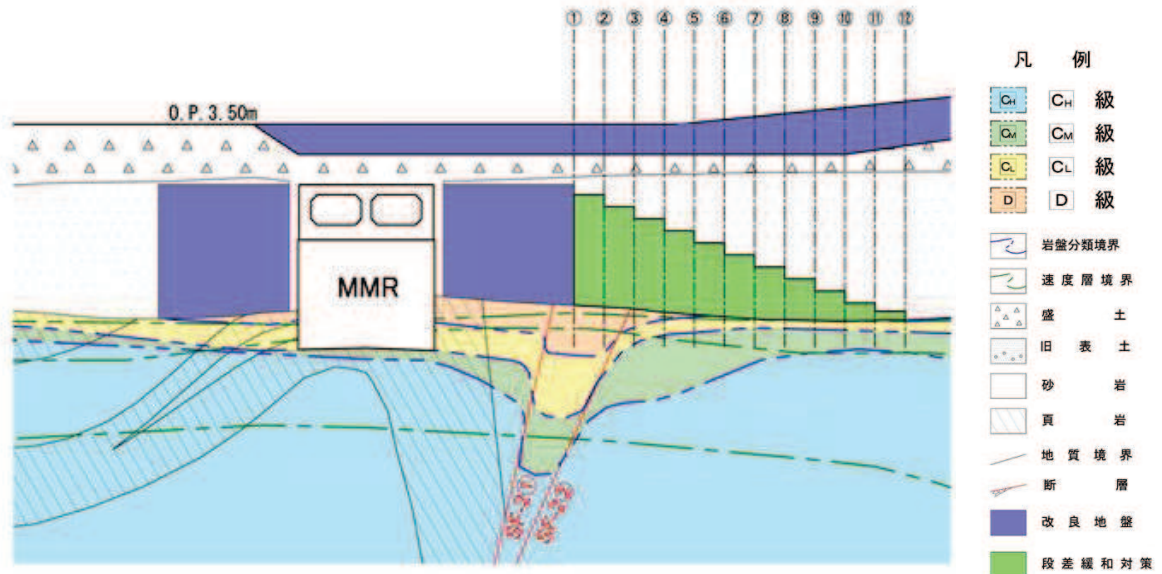 ① ② ③ ④ ⑤ ⑥ ⑦ ⑧ ⑨ ⑩ ⑪ ⑫
O.P.3.50m
MMR
凡 例
CH CH 級
CM CM 級
CL CL 級
D D 級
岩盤分類境界
速度層境界
盛 土
旧 表 土
砂 岩
頁 岩
地 質 境 界
断 層
改 良 地 盤
段 差 緩 和 対 策